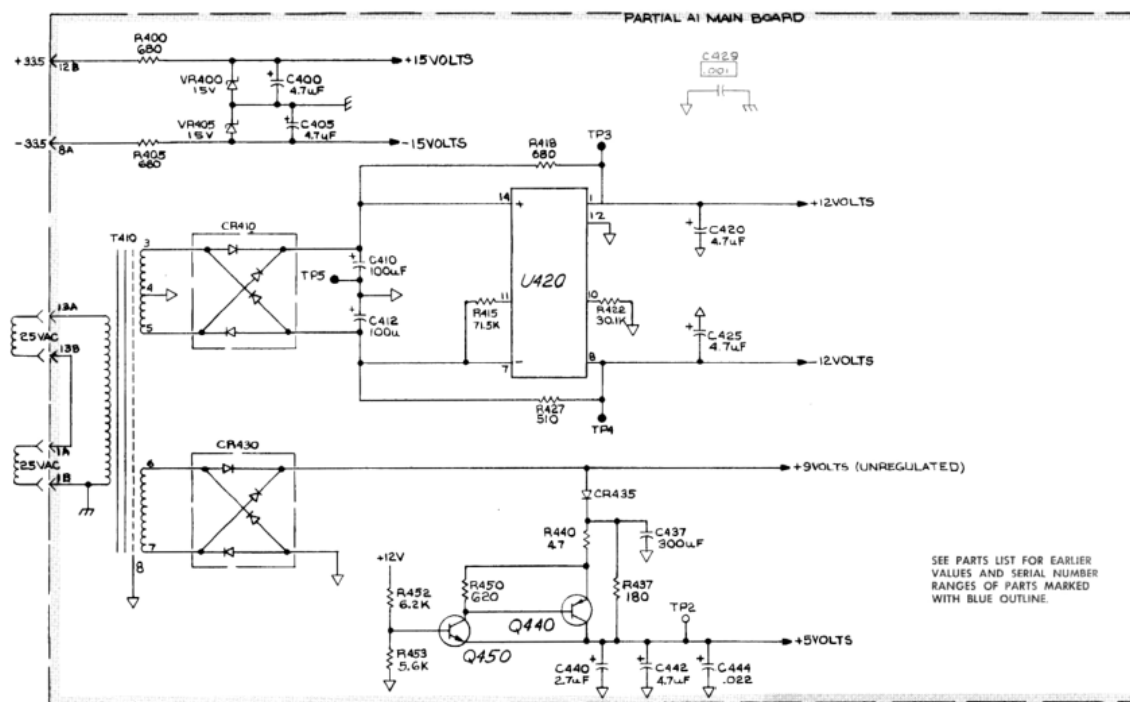 PARTIAL A1 MAIN BOARD
+33.5
12B
R400
680
+15VOLTS
VR400
15V
C400
4.7uF
+
VR405
15V
C405
4.7uF
+
-33.5
8A
R405
680
-15VOLTS
C429
.001
R418
680
TP3
14
+
1
12
+12VOLTS
+
C420
4.7uF
T410
3
4
5
CR410
+
C410
100uF
TP5
+
C412
100u
U420
R415
71.5K
11
10
R422
30.1K
+
C425
4.7uF
7
-
8
-12VOLTS
R427
510
TP4
13A
25VAC
13B
1A
25VAC
1B
6
7
8
CR430
+9VOLTS (UNREGULATED)
CR435
R440
4.7
C437
300uF
R437
180
+12V
R452
6.2K
R450
620
Q440
Q450
R453
5.6K
TP2
+5VOLTS
+
C440
2.7uF
+
C442
4.7uF
+
C444
.022
SEE PARTS LIST FOR EARLIER
VALUES AND SERIAL NUMBER
RANGES OF PARTS MARKED
WITH BLUE OUTLINE.